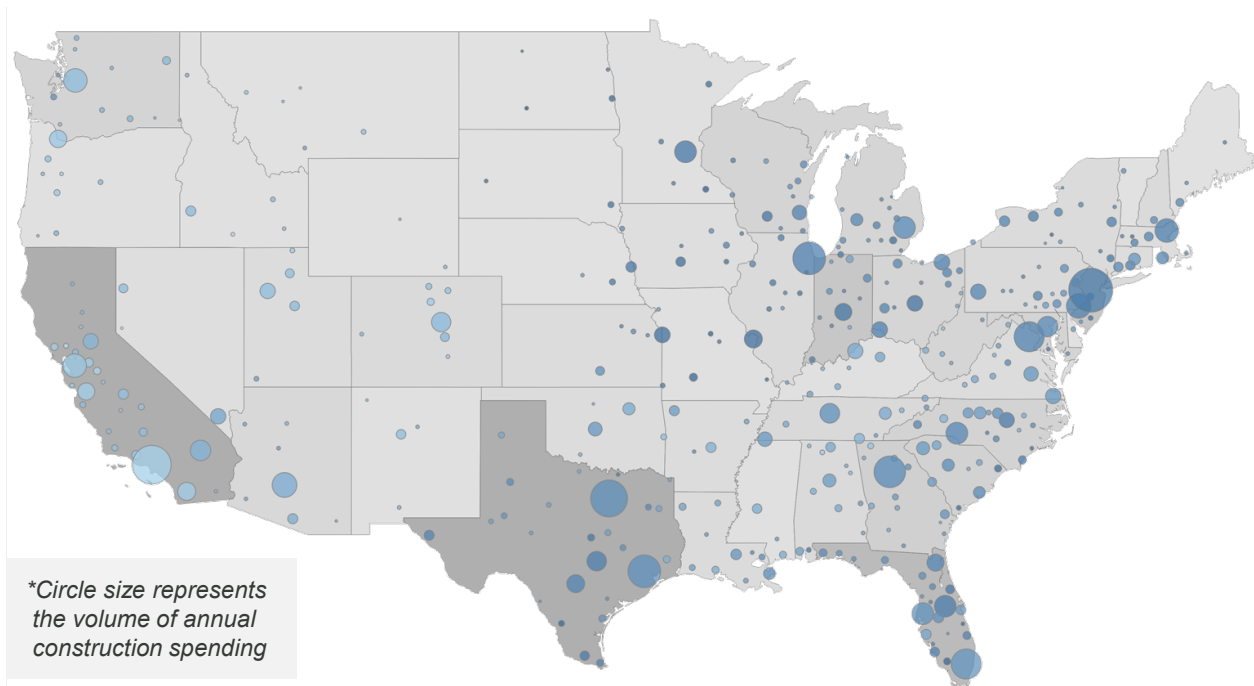 *Circle size represents
the volume of annual
construction spending